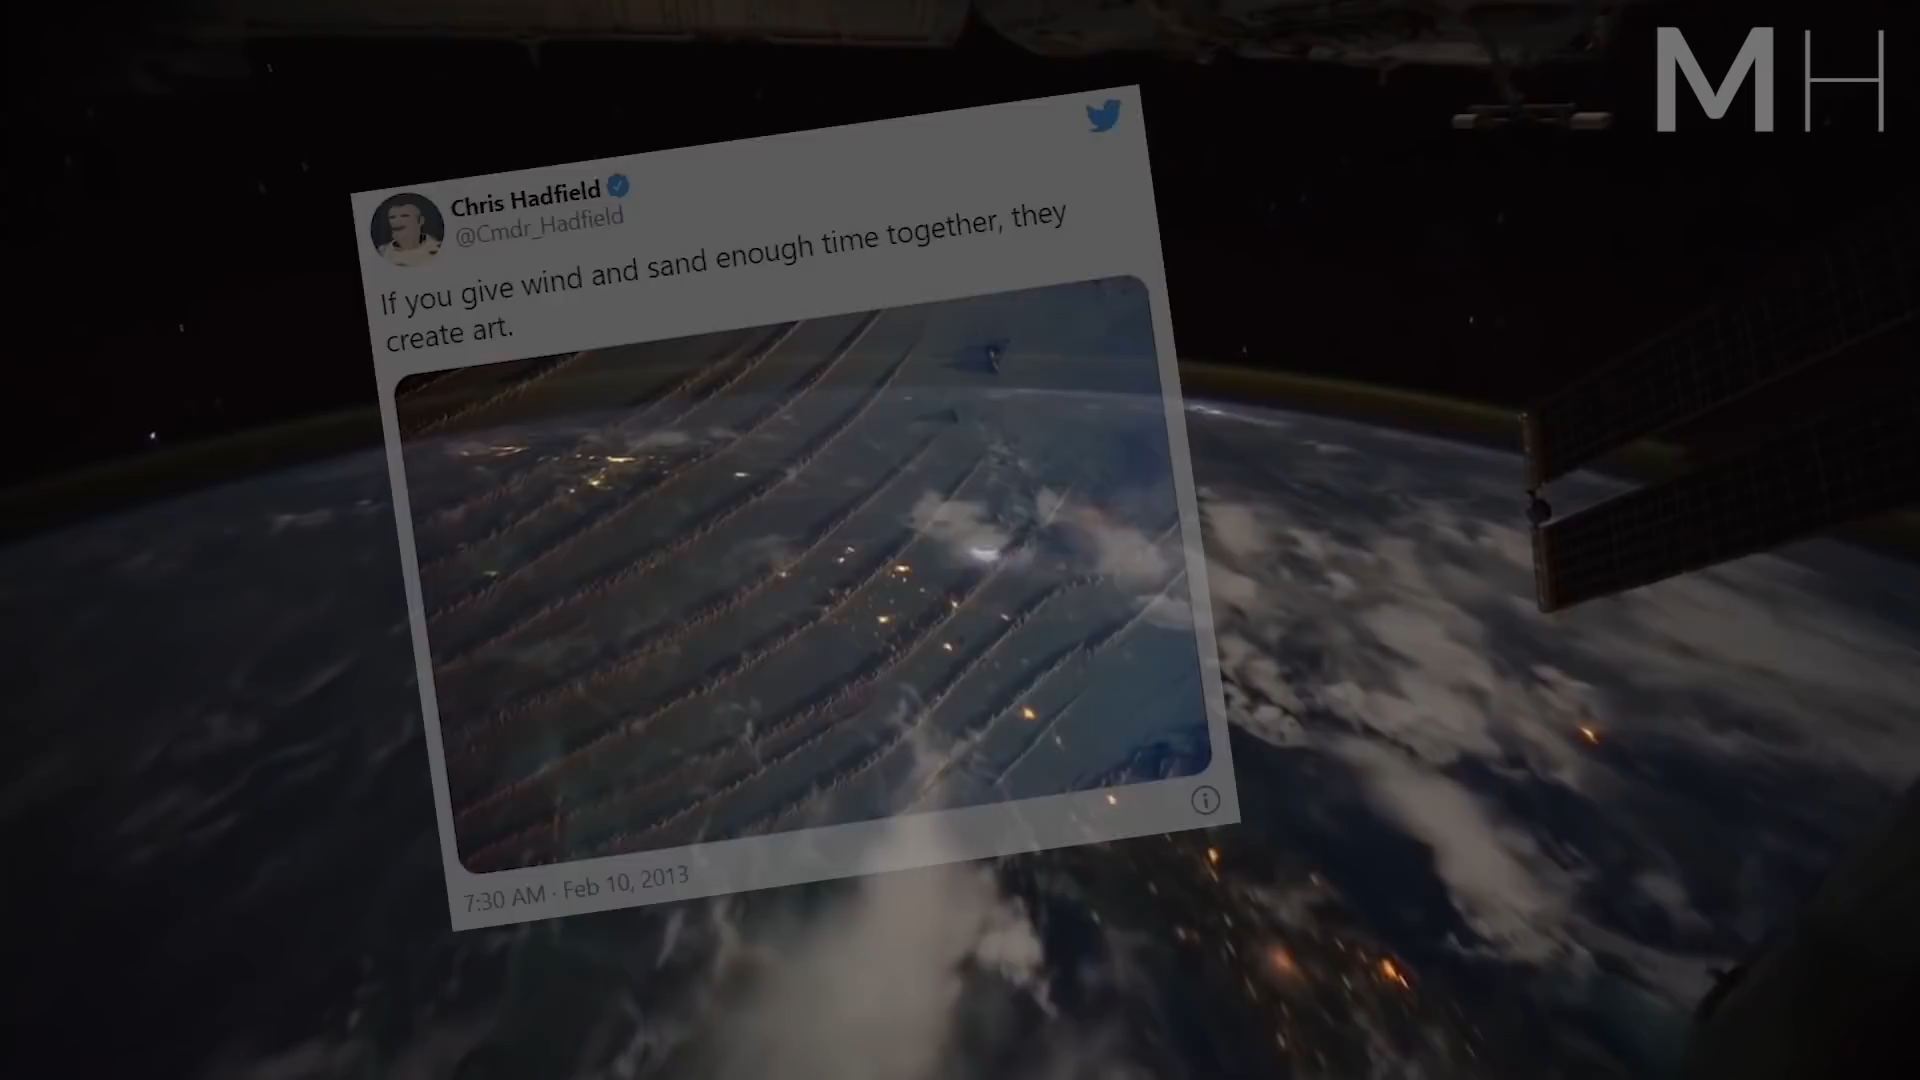 MH
Chris Hadfield
@Cmdr_Hadfield
If you give wind and sand enough time together, they
create art.
7:30 AM · Feb 10, 2013